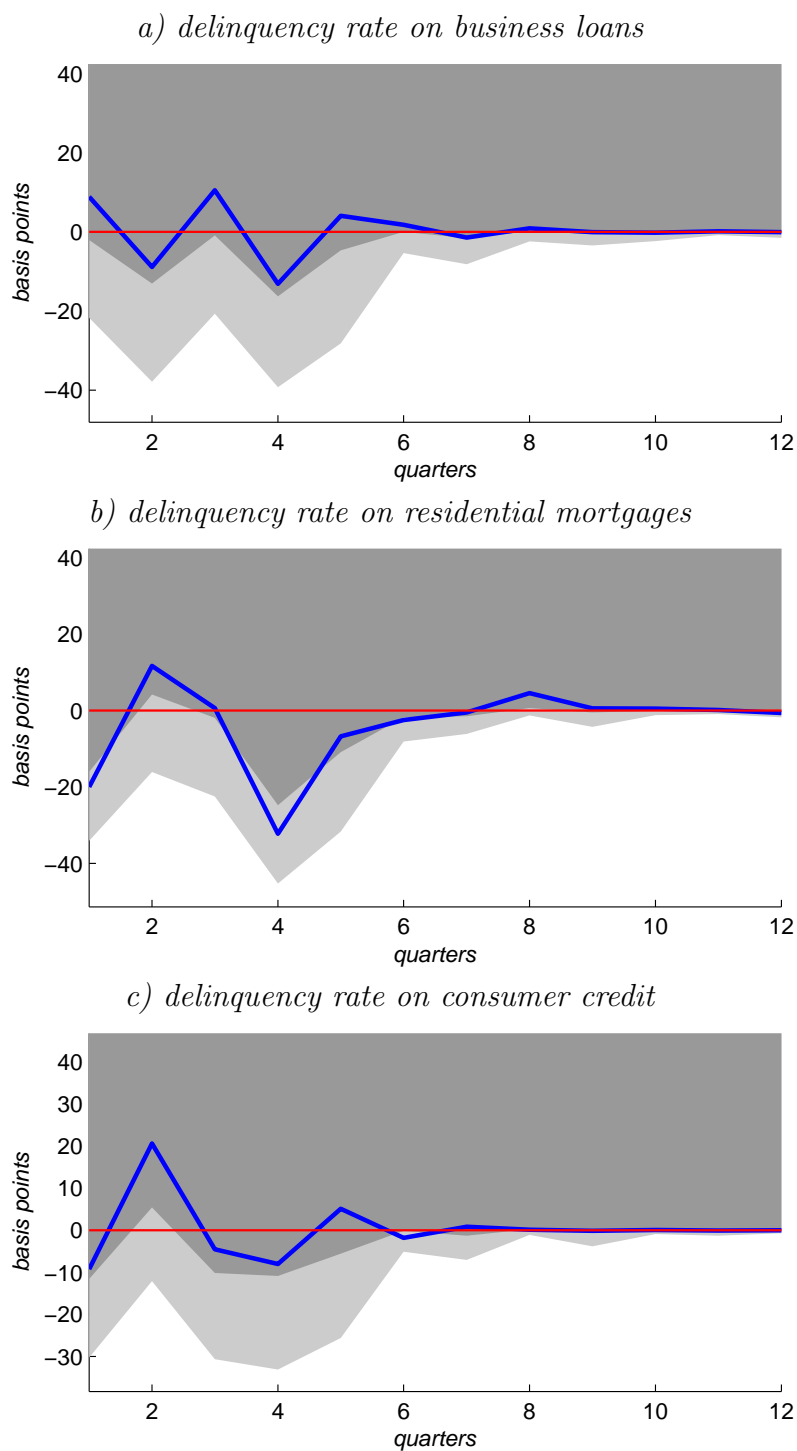 a) delinquency rate on business loans
40
20
0
−20
−40
basis points
2 4 6 8 10 12
quarters
b) delinquency rate on residential mortgages
40
20
0
−20
−40
basis points
2 4 6 8 10 12
quarters
c) delinquency rate on consumer credit
40
30
20
10
0
−10
−20
−30
basis points
2 4 6 8 10 12
quarters